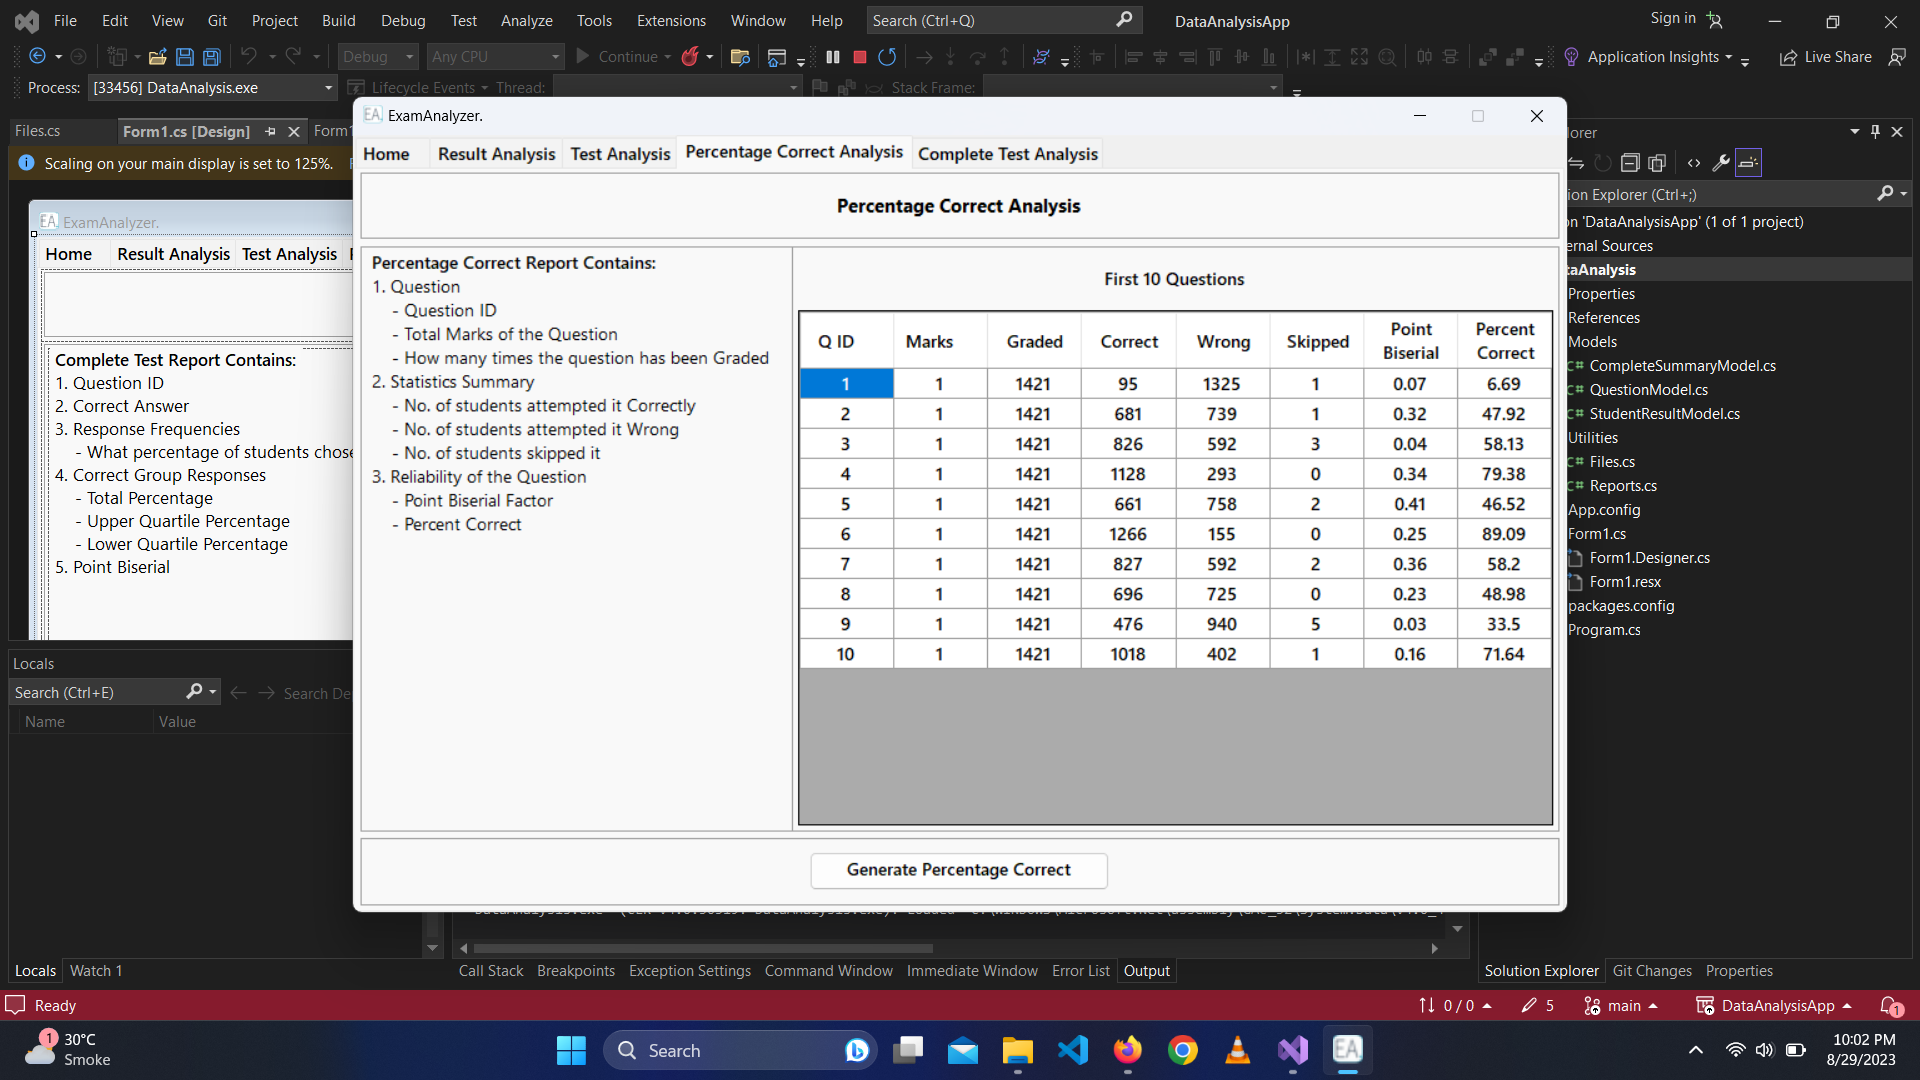 File Edit View Git Project Build Debug Test Analyze Tools Extensions Window Help Search (Ctrl+Q) DataAnalysisApp Sign in
Debug Any CPU Continue Application Insights Live Share
Process: [33456] DataAnalysis.exe Lifecycle Events Thread: Stack Frame:
Files.cs Form1.cs [Design] Form1
Scaling on your main display is set to 125%.
EA ExamAnalyzer.
Home Result Analysis Test Analysis
Complete Test Report Contains:
1. Question ID
2. Correct Answer
3. Response Frequencies
- What percentage of students chose
4. Correct Group Responses
- Total Percentage
- Upper Quartile Percentage
- Lower Quartile Percentage
5. Point Biserial
Locals
Search (Ctrl+E) Search De
Name Value
EA ExamAnalyzer.
Home Result Analysis Test Analysis Percentage Correct Analysis Complete Test Analysis
Percentage Correct Analysis
Percentage Correct Report Contains:
1. Question
- Question ID
- Total Marks of the Question
- How many times the question has been Graded
2. Statistics Summary
- No. of students attempted it Correctly
- No. of students attempted it Wrong
- No. of students skipped it
3. Reliability of the Question
- Point Biserial Factor
- Percent Correct
First 10 Questions
Q ID Marks Graded Correct Wrong Skipped Point Biserial Percent Correct
1 1 1421 95 1325 1 0.07 6.69
2 1 1421 681 739 1 0.32 47.92
3 1 1421 826 592 3 0.04 58.13
4 1 1421 1128 293 0 0.34 79.38
5 1 1421 661 758 2 0.41 46.52
6 1 1421 1266 155 0 0.25 89.09
7 1 1421 827 592 2 0.36 58.2
8 1 1421 696 725 0 0.23 48.98
9 1 1421 476 940 5 0.03 33.5
10 1 1421 1018 402 1 0.16 71.64
Generate Percentage Correct
lorer
ion Explorer (Ctrl+;)
on 'DataAnalysisApp' (1 of 1 project)
ernal Sources
taAnalysis
Properties
References
Models
C# CompleteSummaryModel.cs
C# QuestionModel.cs
C# StudentResultModel.cs
Utilities
C# Files.cs
C# Reports.cs
App.config
Form1.cs
Form1.Designer.cs
Form1.resx
packages.config
Program.cs
Locals Watch 1 Call Stack Breakpoints Exception Settings Command Window Immediate Window Error List Output Solution Explorer Git Changes Properties
Ready 0 / 0 5 main DataAnalysisApp 1
1 30°C
Smoke
Search
EA
10:02 PM
8/29/2023